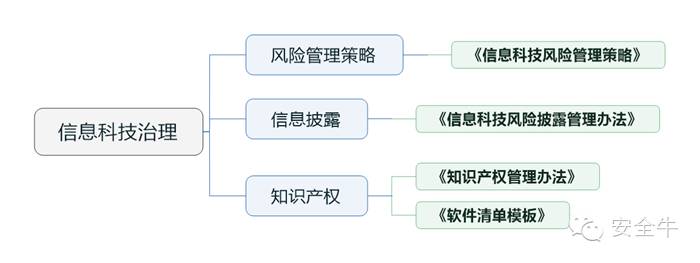 信息科技治理
风险管理策略
《信息科技风险管理策略》
信息披露
《信息科技风险披露管理办法》
知识产权
《知识产权管理办法》
《软件清单模板》
安全牛